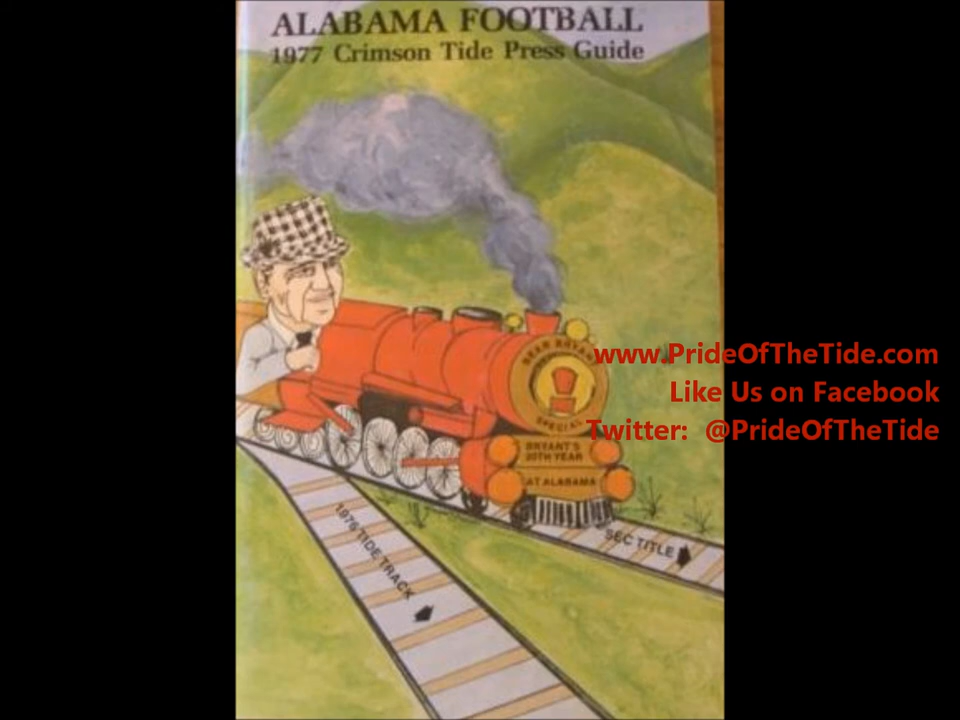 ALABAMA FOOTBALL
1977 Crimson Tide Press Guide
BEAR BRYANT
SPECIAL
BRYANT'S
20TH YEAR
AT ALABAMA
SEC TITLE
1976 TIDE TRACK
www.PrideOfTheTide.com
Like Us on Facebook
Twitter: @PrideOfTheTide